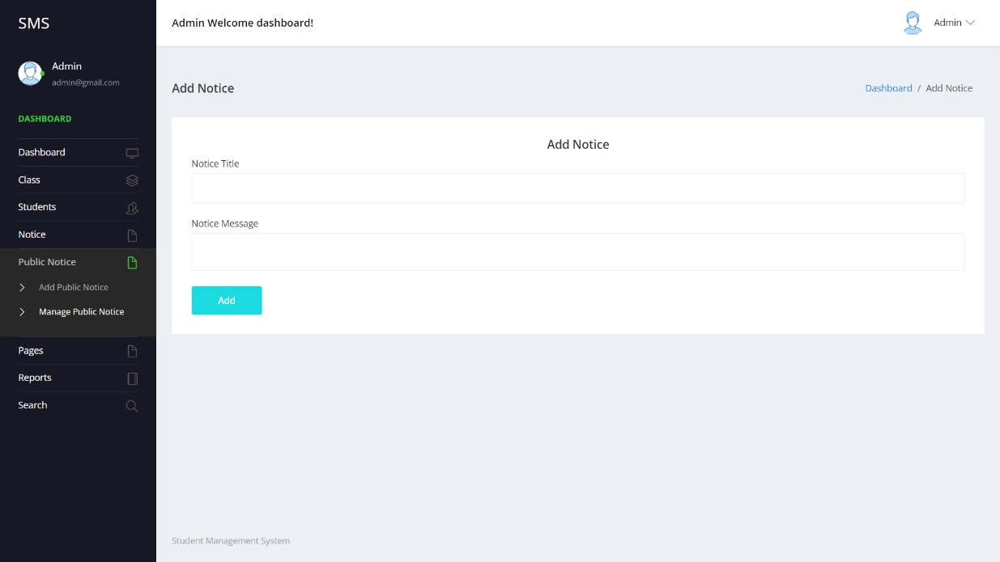 SMS
Admin Welcome dashboard!
Admin
Admin
admin@gmail.com
DASHBOARD
Dashboard
Class
Students
Notice
Public Notice
Add Public Notice
Manage Public Notice
Pages
Reports
Search
Add Notice
Dashboard / Add Notice
Add Notice
Notice Title
Notice Message
Add
Student Management System